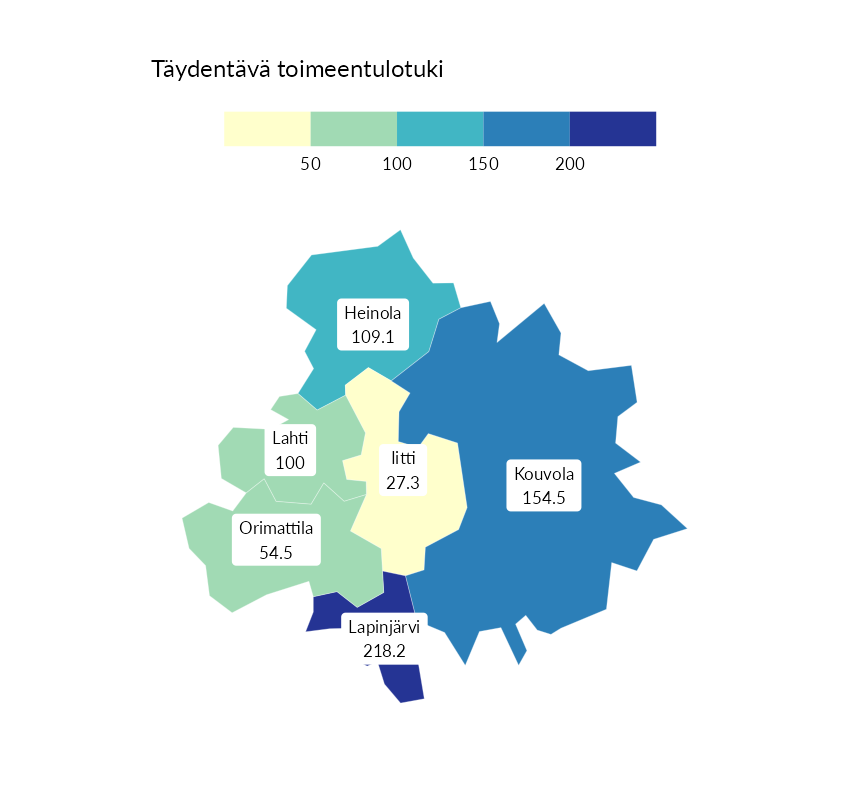 Täydentävä toimeentulotuki
50 100 150 200
Heinola
109.1
Lahti
100
Iitti
27.3
Kouvola
154.5
Orimattila
54.5
Lapinjärvi
218.2